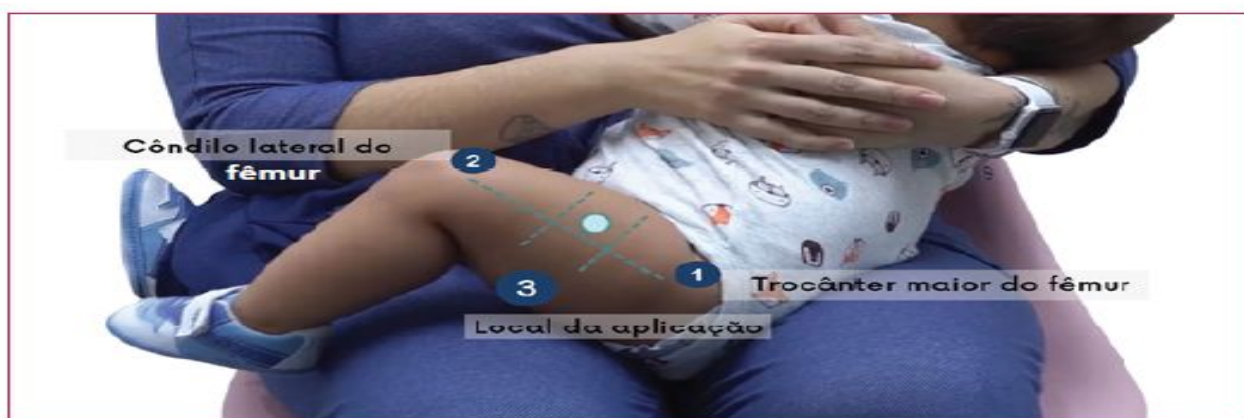 Côndilo lateral do
fêmur
2
1
Trocânter maior do fêmur
3
Local da aplicação